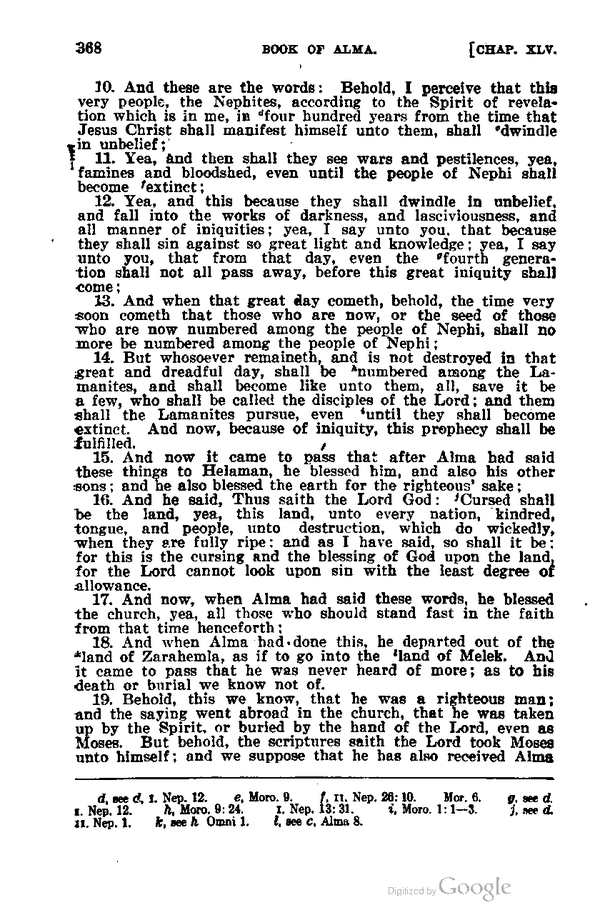 368 BOOK OF ALMA. [CHAP. XLV.
10. And these are the words: Behold, I perceive that this
very people, the Nephites, according to the Spirit of revela-
tion which is in me, in ᵈfour hundred years from the time that
Jesus Christ shall manifest himself unto them, shall ᵉdwindle
in unbelief;
11. Yea, and then shall they see wars and pestilences, yea,
famines and bloodshed, even until the people of Nephi shall
become ᶠextinct;
12. Yea, and this because they shall dwindle in unbelief,
and fall into the works of darkness, and lasciviousness, and
all manner of iniquities; yea, I say unto you, that because
they shall sin against so great light and knowledge; yea, I say
unto you, that from that day, even the ᵍfourth genera-
tion shall not all pass away, before this great iniquity shall
come;
13. And when that great day cometh, behold, the time very
soon cometh that those who are now, or the seed of those
who are now numbered among the people of Nephi, shall no
more be numbered among the people of Nephi;
14. But whosoever remaineth, and is not destroyed in that
great and dreadful day, shall be ʰnumbered among the La-
manites, and shall become like unto them, all, save it be
a few, who shall be called the disciples of the Lord; and them
shall the Lamanites pursue, even ⁱuntil they shall become
extinct. And now, because of iniquity, this prophecy shall be
fulfilled.
15. And now it came to pass that after Alma had said
these things to Helaman, he blessed him, and also his other
sons; and he also blessed the earth for the righteous' sake;
16. And he said, Thus saith the Lord God: ʲCursed shall
be the land, yea, this land, unto every nation, kindred,
tongue, and people, unto destruction, which do wickedly,
when they are fully ripe; and as I have said, so shall it be;
for this is the cursing and the blessing of God upon the land,
for the Lord cannot look upon sin with the least degree of
allowance.
17. And now, when Alma had said these words, he blessed
the church, yea, all those who should stand fast in the faith
from that time henceforth;
18. And when Alma had done this, he departed out of the
ᵏland of Zarahemla, as if to go into the ˡland of Melek. And
it came to pass that he was never heard of more; as to his
death or burial we know not of.
19. Behold, this we know, that he was a righteous man;
and the saying went abroad in the church, that he was taken
up by the Spirit, or buried by the hand of the Lord, even as
Moses. But behold, the scriptures saith the Lord took Moses
unto himself; and we suppose that he has also received Alma
d, see d, I. Nep. 12. e, Moro. 9. f, II. Nep. 26: 10. Mor. 6. g, see d.
I. Nep. 12. h, Moro. 9: 24. I. Nep. 13: 31. i, Moro. 1: 1—3. j, see d.
II. Nep. 1. k, see h Omni 1. l, see c, Alma 8.
Digitized by Google